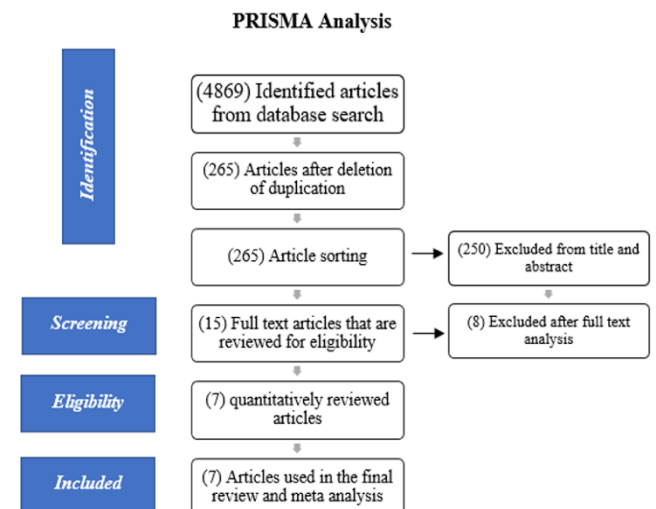 PRISMA Analysis
Identification
(4869) Identified articles
from database search
(265) Articles after deletion
of duplication
(265) Article sorting
(250) Excluded from title and
abstract
Screening
(15) Full text articles that are
reviewed for eligibility
(8) Excluded after full text
analysis
Eligibility
(7) quantitatively reviewed
articles
Included
(7) Articles used in the final
review and meta analysis